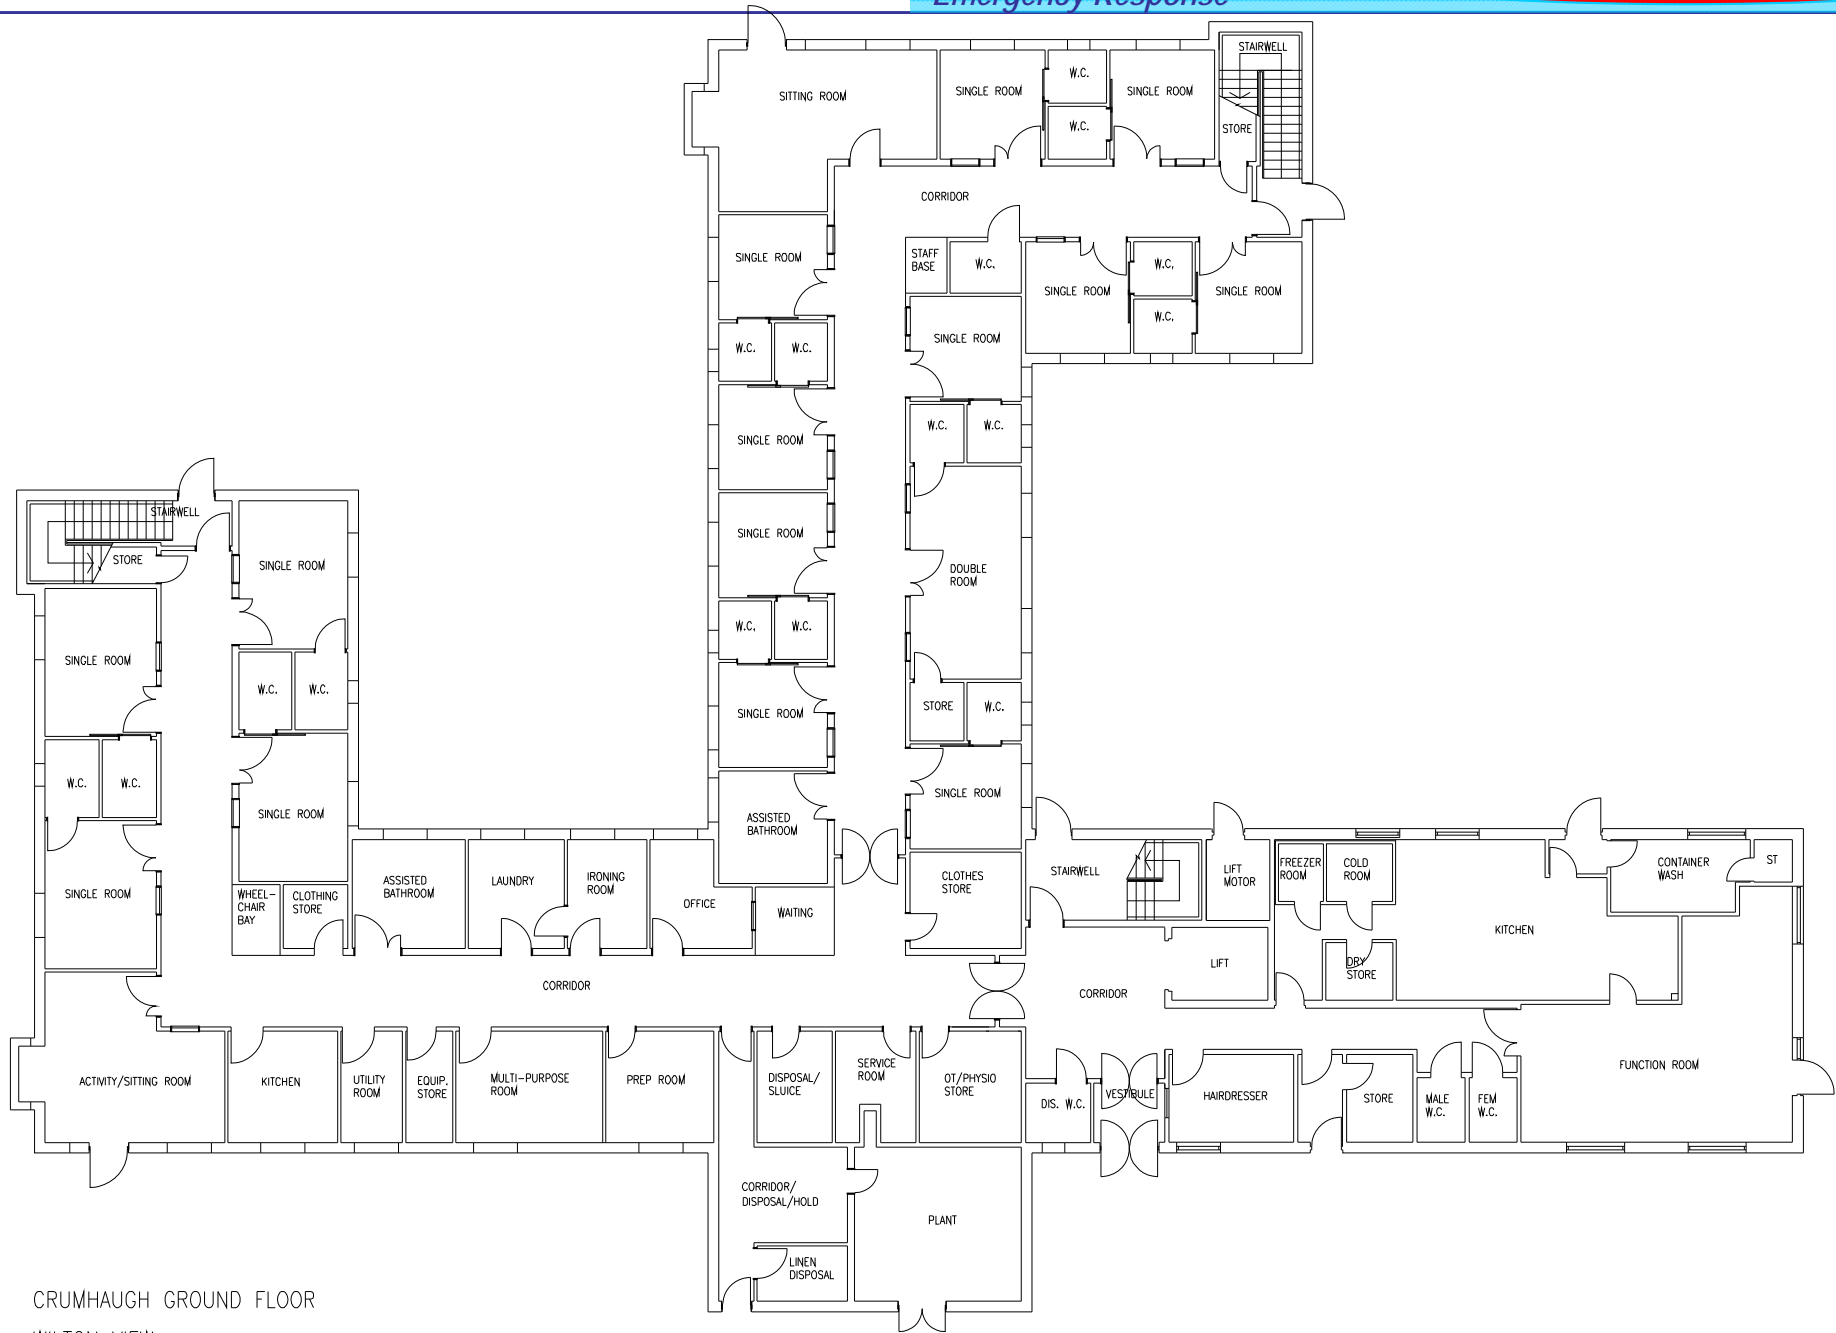 Emergency Response
STAIRWELL
SITTING ROOM
SINGLE ROOM
W.C.
SINGLE ROOM
W.C.
STORE
CORRIDOR
SINGLE ROOM
STAFF
BASE
W.C.
W.C.
SINGLE ROOM
SINGLE ROOM
W.C.
SINGLE ROOM
W.C.
W.C.
W.C.
W.C.
SINGLE ROOM
STAIRWELL
SINGLE ROOM
STORE
SINGLE ROOM
DOUBLE
ROOM
W.C.
W.C.
SINGLE ROOM
W.C.
W.C.
STORE
W.C.
SINGLE ROOM
W.C.
W.C.
SINGLE ROOM
SINGLE ROOM
ASSISTED
BATHROOM
SINGLE ROOM
WHEEL-
CHAIR
BAY
CLOTHING
STORE
ASSISTED
BATHROOM
LAUNDRY
IRONING
ROOM
OFFICE
WAITING
CLOTHES
STORE
STAIRWELL
LIFT
MOTOR
FREEZER
ROOM
COLD
ROOM
CONTAINER
WASH
ST
KITCHEN
LIFT
DRY
STORE
CORRIDOR
CORRIDOR
ACTIVITY/SITTING ROOM
KITCHEN
UTILITY
ROOM
EQUIP.
STORE
MULTI-PURPOSE
ROOM
PREP ROOM
DISPOSAL/
SLUICE
SERVICE
ROOM
OT/PHYSIO
STORE
DIS. W.C.
VESTIBULE
HAIRDRESSER
STORE
MALE
W.C.
FEM
W.C.
FUNCTION ROOM
CORRIDOR/
DISPOSAL/HOLD
PLANT
LINEN
DISPOSAL
CRUMHAUGH GROUND FLOOR